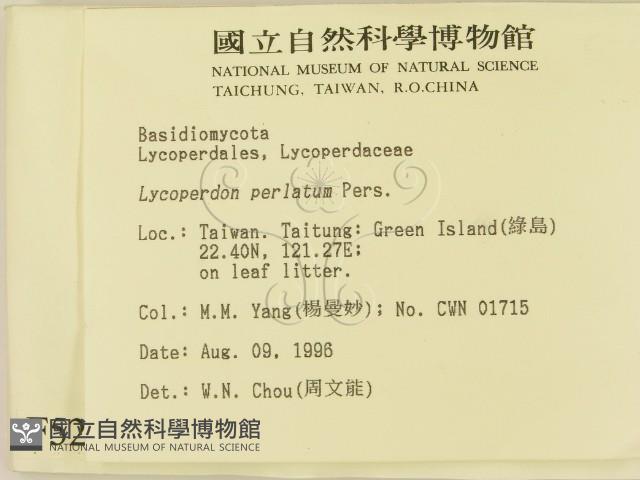 國立自然科學博物館
NATIONAL MUSEUM OF NATURAL SCIENCE
TAICHUNG, TAIWAN, R.O.CHINA
Basidiomycota
Lycoperdales, Lycoperdaceae
Lycoperdon perlatum Pers.
Loc.: Taiwan. Taitung: Green Island(綠島)
22.40N, 121.27E;
on leaf litter.
Col.: M.M. Yang(楊曼妙); No. CWN 01715
Date: Aug. 09, 1996
Det.: W.N. Chou(周文能)
國立自然科學博物館
NATIONAL MUSEUM OF NATURAL SCIENCE